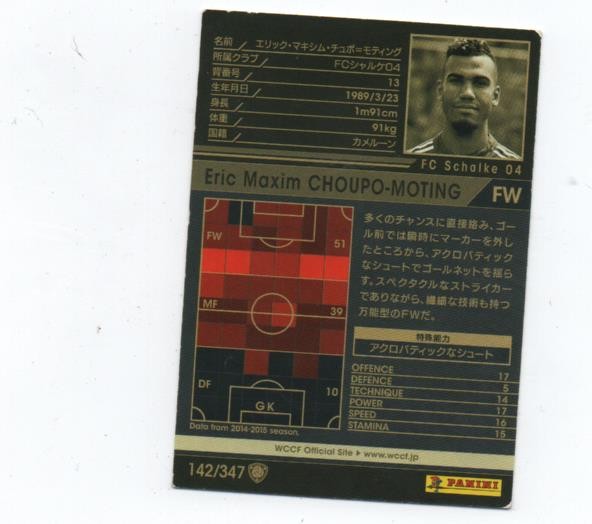 名前 エリック・マキシム・チュポ=モティング
所属クラブ FCシャルケ04
背番号 13
生年月日 1989/3/23
身長 1m91cm
体重 91kg
国籍 カメルーン
FC Schalke 04
Eric Maxim CHOUPO-MOTING FW
FW 51
MF 39
DF 10
GK
Data from 2014-2015 season.
多くのチャンスに直接絡み、ゴー
ル前では瞬時にマーカーを外し
たところから、アクロバティック
なシュートでゴールネットを揺ら
す。スペクタクルなストライカー
でありながら、繊細な技術も持つ
万能型のFWだ。
特殊能力
アクロバティックなシュート
OFFENCE 17
DEFENCE 5
TECHNIQUE 14
POWER 17
SPEED 16
STAMINA 15
WCCF Official Site ▶ www.wccf.jp
142/347
PANINI